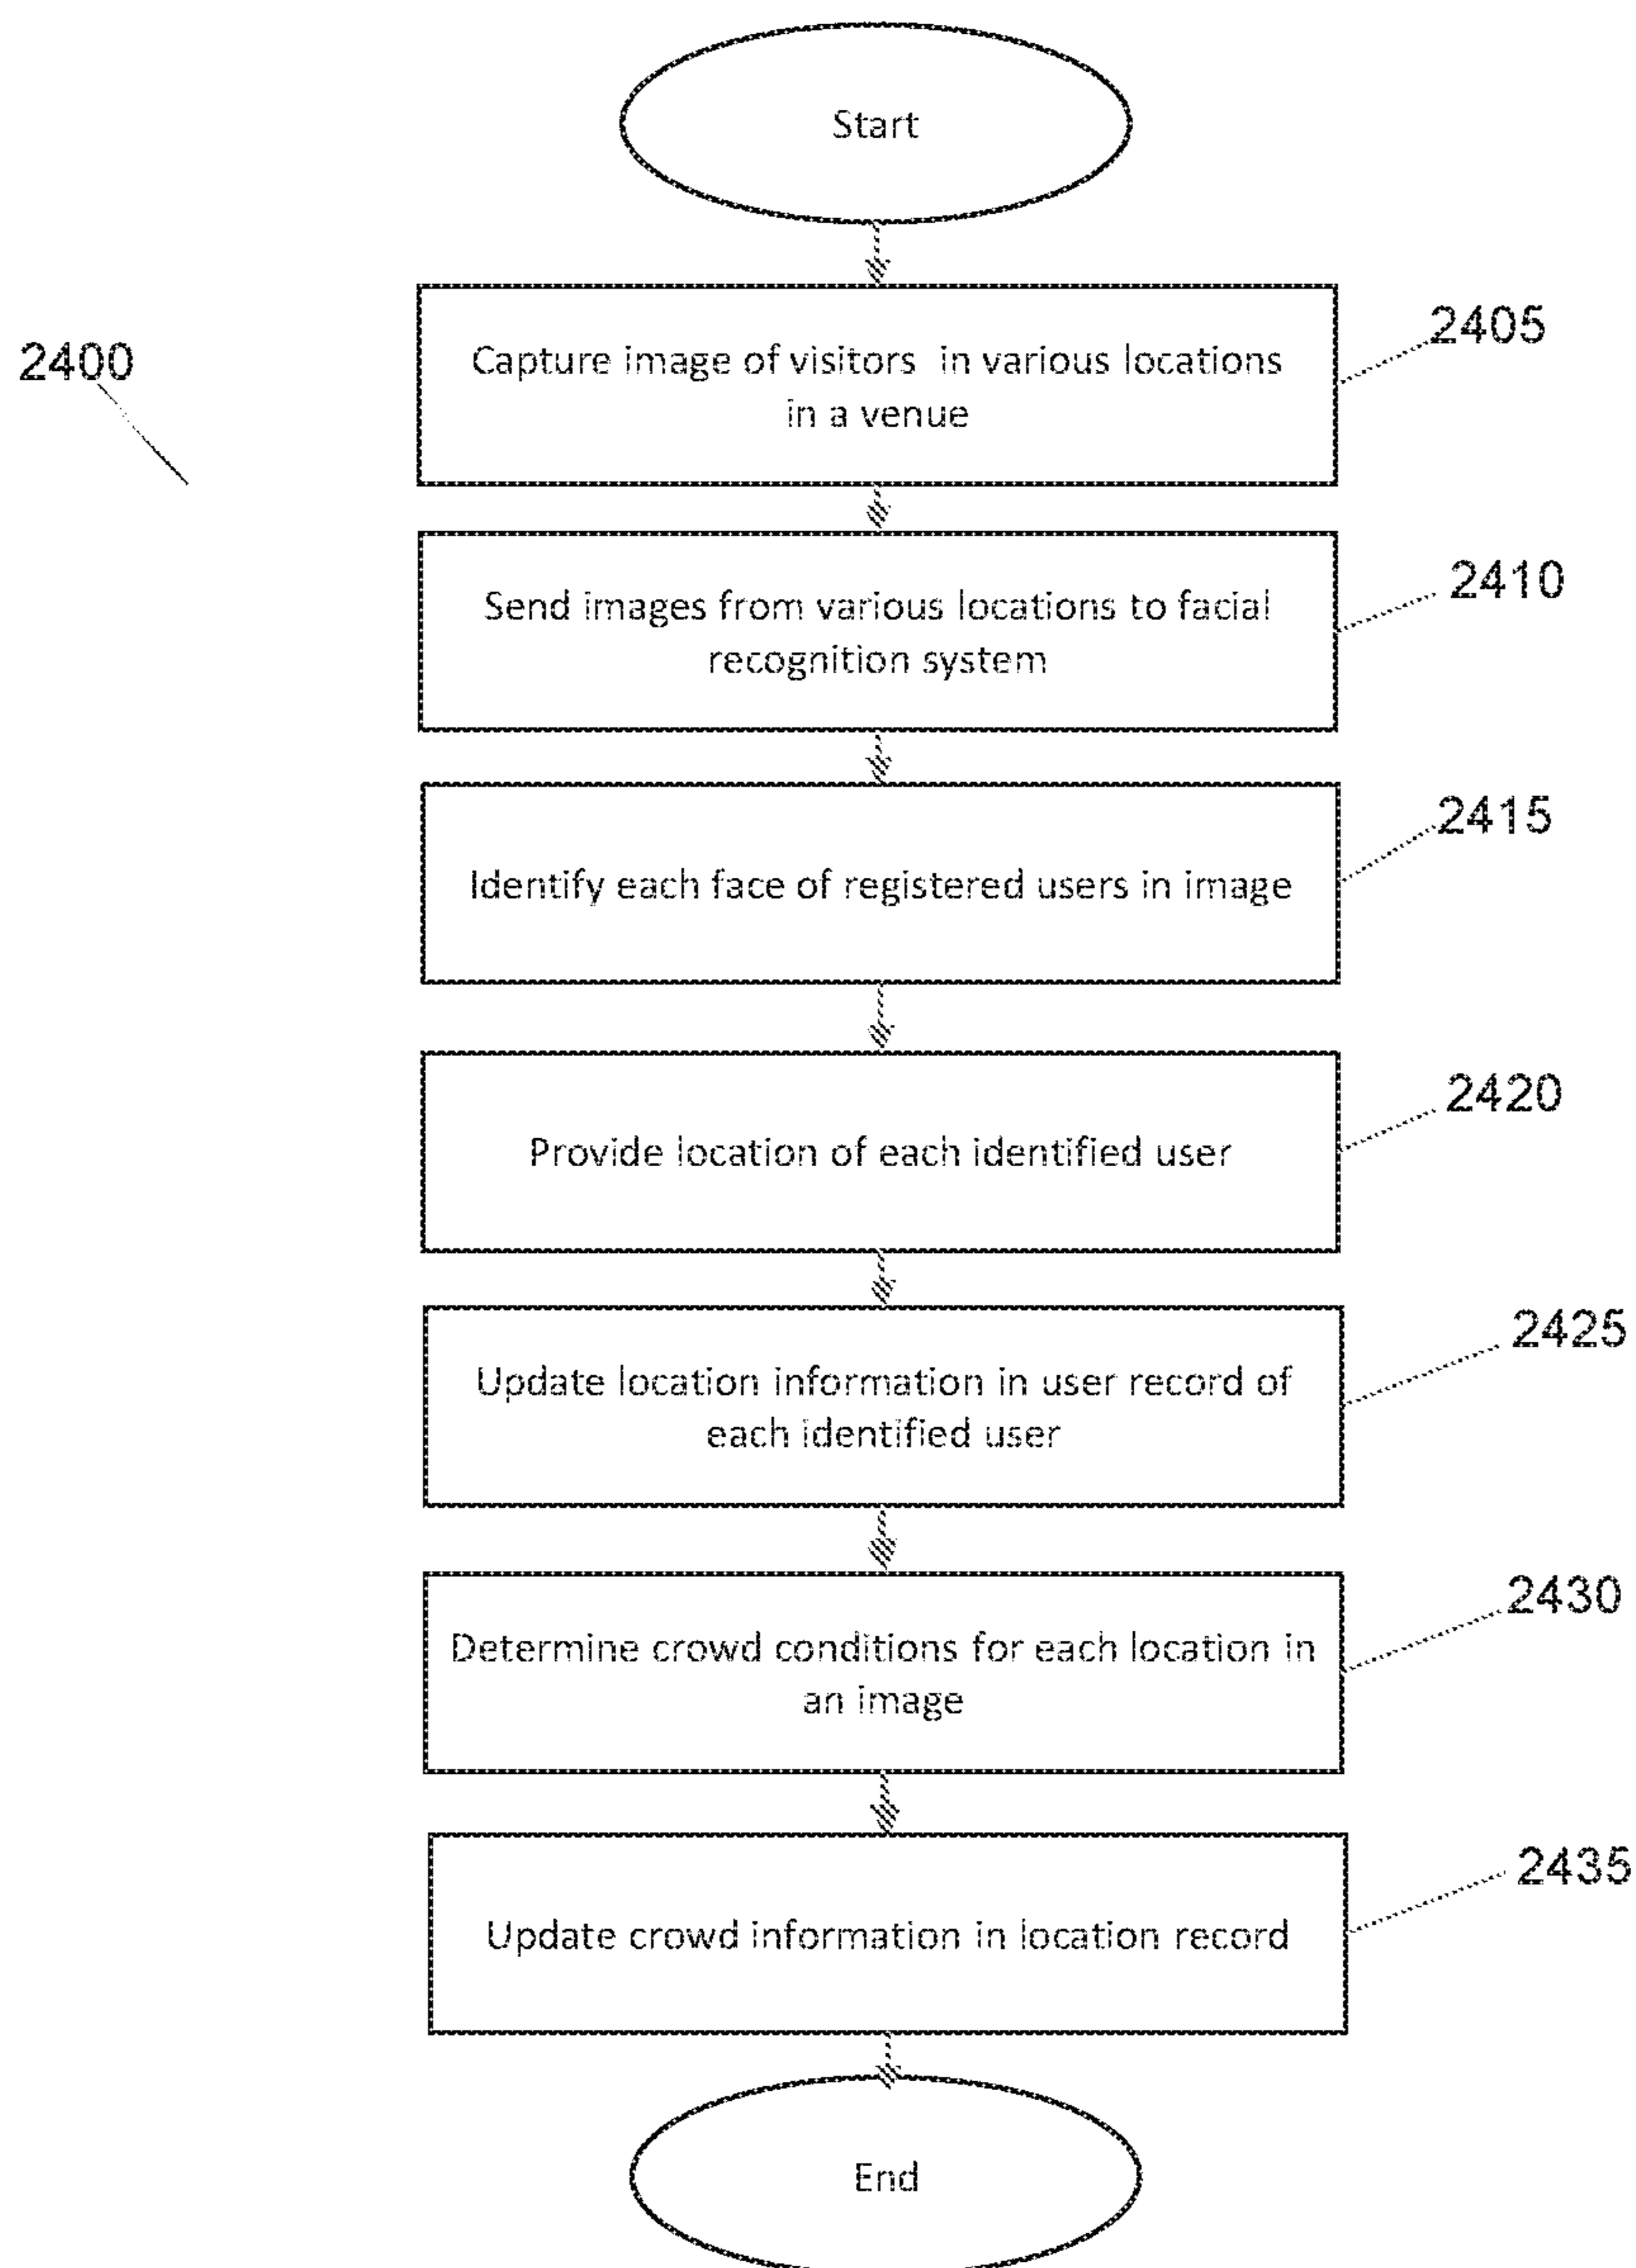 Start
2400
Capture image of visitors in various locations
in a venue
2405
Send images from various locations to facial
recognition system
2410
Identify each face of registered users in image
2415
Provide location of each identified user
2420
Update location information in user record of
each identified user
2425
Determine crowd conditions for each location in
an image
2430
Update crowd information in location record
2435
End